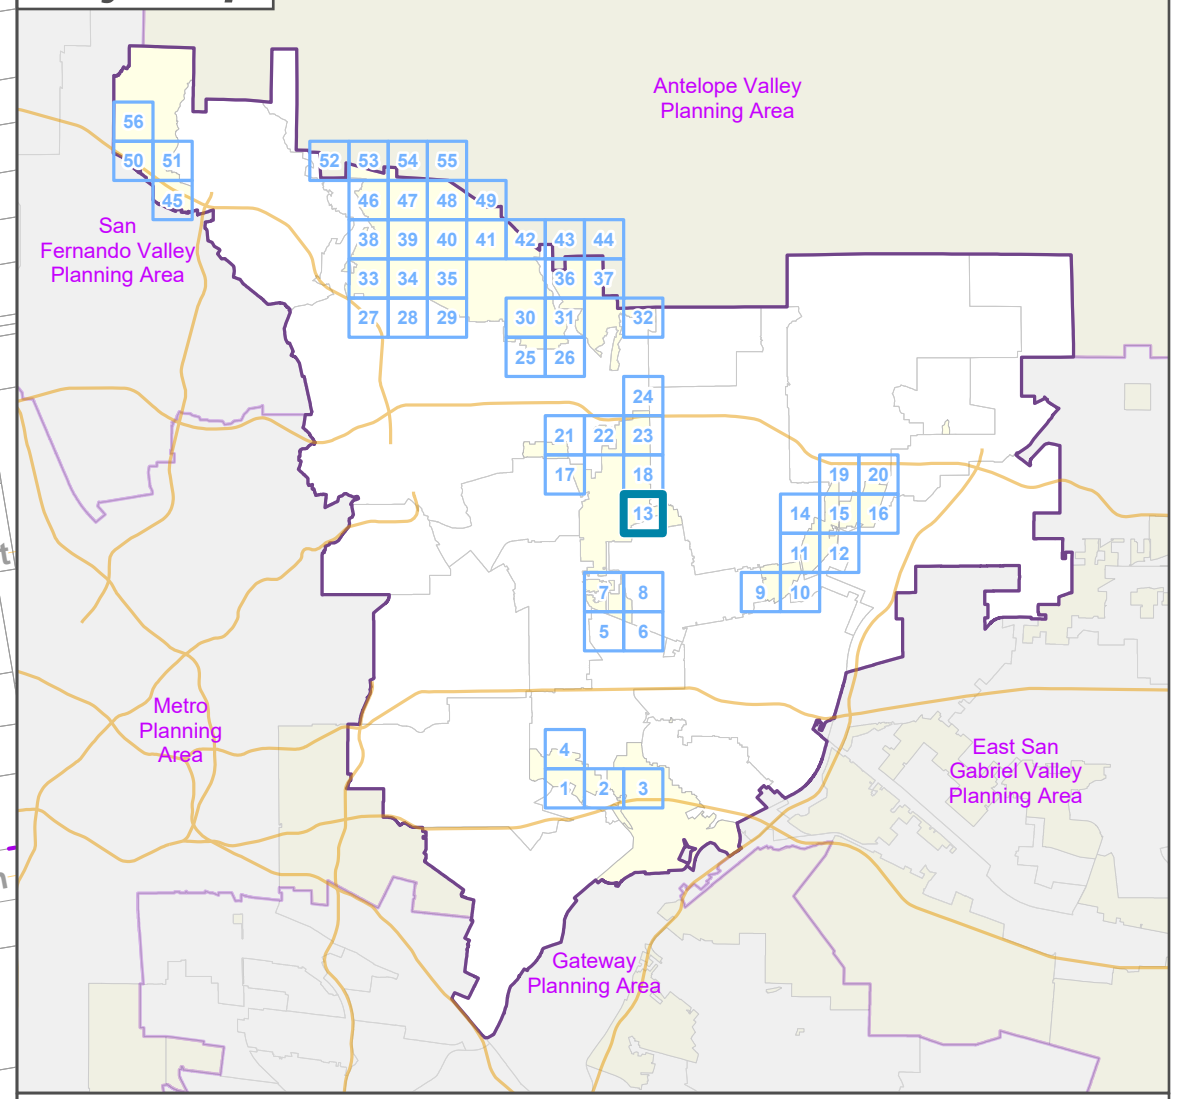 Antelope Valley
Planning Area
56
50 51
52 53 54 55
45
46 47 48 49
San
Fernando Valley
Planning Area
38 39 40 41 42 43 44
33 34 35 36 37
27 28 29 30 31 32
25 26
24
21 22 23
17 18 19 20
13 14 15 16
11 12
7 8 9 10
5 6
Metro
Planning
Area
4
East San
Gabriel Valley
Planning Area
1 2 3
Gateway
Planning Area